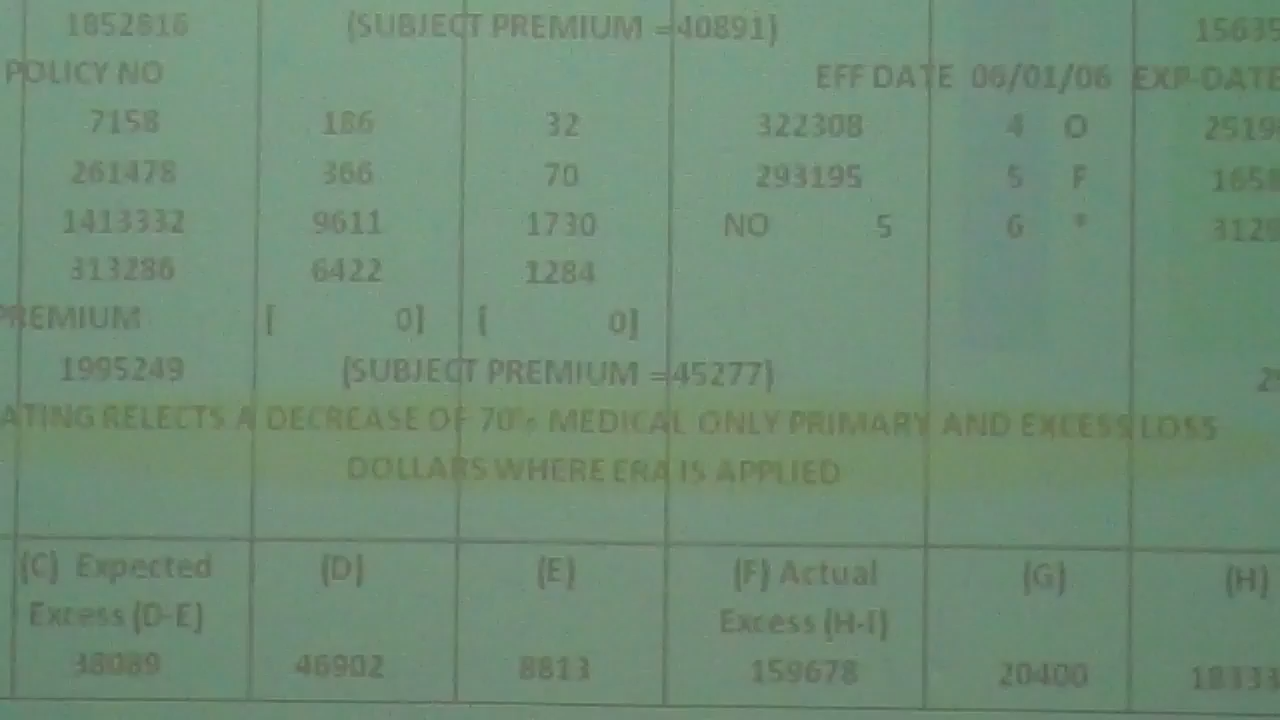 1852816 (SUBJECT PREMIUM =40891)
POLICY NO EFF DATE 06/01/06 EXP-DATE
7158 186 32 322308 4 O
261478 366 70 293195 5 F
1413332 9611 1730 NO 5 6 *
313286 6422 1284
PREMIUM [ 0] [ 0]
1995249 (SUBJECT PREMIUM =45277)
ATING RELECTS A DECREASE OF 70% MEDICAL ONLY PRIMARY AND EXCESS LOSS
DOLLARS WHERE ERA IS APPLIED
(C) Expected (D) (E) (F) Actual (G) (H)
Excess (D-E) Excess (H-I)
38089 46902 8813 159678 20400